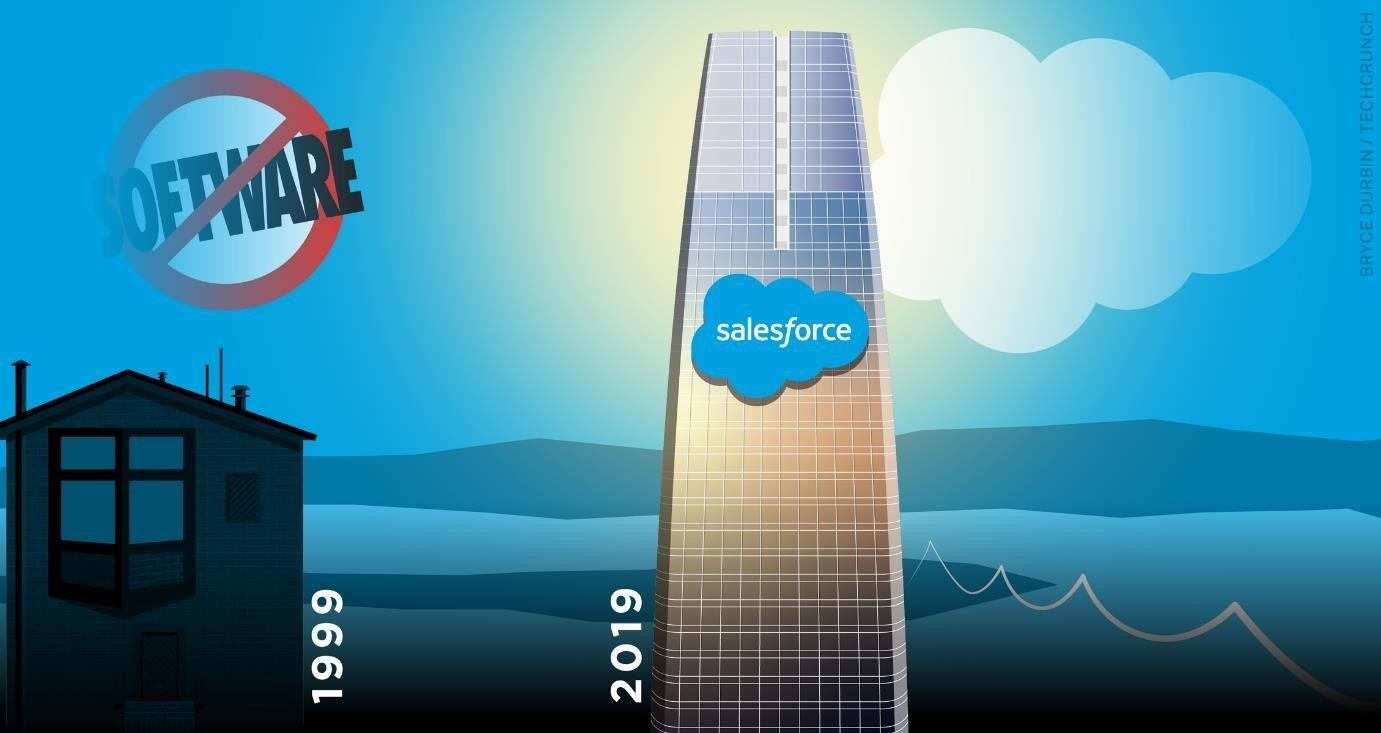 SOFTWARE
salesforce
1999
2019
BRYCE DURBIN / TECHCRUNCH